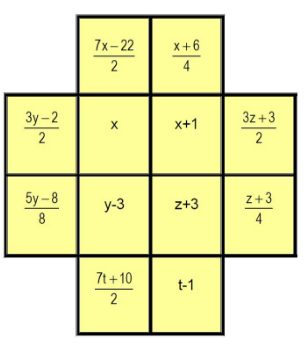 (7x−22)/2 (x+6)/4
(3y−2)/2 x x+1 (3z+3)/2
(5y−8)/8 y-3 z+3 (z+3)/4
(7t+10)/2 t-1